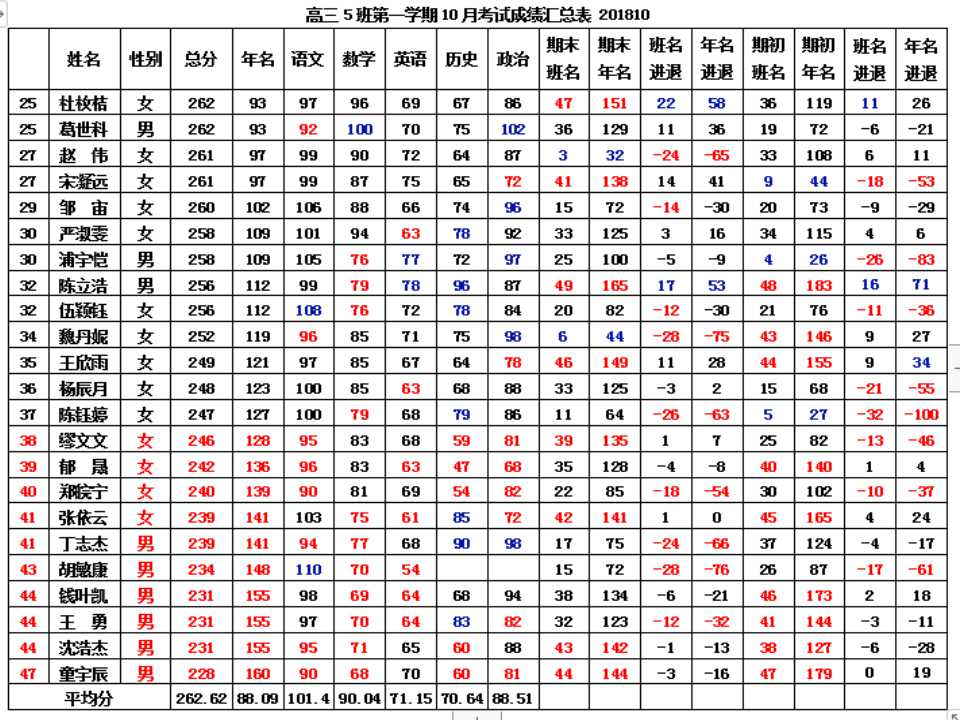 高三5班第一学期10月考试成绩汇总表 201810
姓名 性别 总分 年名 语文 数学 英语 历史 政治 期末班名 期末年名 班名进退 年名进退 期初班名 期初年名 班名进退 年名进退
25 杜枚桔 女 262 93 97 96 69 67 86 47 151 22 58 36 119 11 26
25 葛世科 男 262 93 92 100 70 75 102 36 129 11 36 19 72 -6 -21
27 赵 伟 女 261 97 99 90 72 64 87 3 32 -24 -65 33 108 6 11
27 宋凝远 女 261 97 99 87 75 65 72 41 138 14 41 9 44 -18 -53
29 邹 宙 女 260 102 106 88 66 74 96 15 72 -14 -30 20 73 -9 -29
30 严淑雯 女 258 109 101 94 63 78 92 33 125 3 16 34 115 4 6
30 浦宇恺 男 258 109 105 76 77 72 97 25 100 -5 -9 4 26 -26 -83
32 陈立浩 男 256 112 99 79 78 96 87 49 165 17 53 48 183 16 71
32 伍颖钰 女 256 112 108 76 72 78 84 20 82 -12 -30 21 76 -11 -36
34 魏丹妮 女 252 119 96 85 71 75 98 6 44 -28 -75 43 146 9 27
35 王欣雨 女 249 121 97 85 67 64 78 46 149 11 28 44 155 9 34
36 杨辰月 女 248 123 100 85 63 68 88 33 125 -3 2 15 68 -21 -55
37 陈钰婷 女 247 127 100 79 68 79 86 11 64 -26 -63 5 27 -32 -100
38 缪文文 女 246 128 95 83 68 59 81 39 135 1 7 25 82 -13 -46
39 郁 晟 女 242 136 96 83 63 47 68 35 128 -4 -8 40 140 1 4
40 郑皖宁 女 240 139 90 81 69 54 82 22 85 -18 -54 30 102 -10 -37
41 张依云 女 239 141 103 75 61 85 72 42 141 1 0 45 165 4 24
41 丁志杰 男 239 141 94 77 68 90 98 17 75 -24 -66 37 124 -4 -17
43 胡敏康 男 234 148 110 70 54 15 72 -28 -76 26 87 -17 -61
44 钱叶凯 男 231 155 98 69 64 68 94 38 134 -6 -21 46 173 2 18
44 王 勇 男 231 155 97 70 64 83 82 32 123 -12 -32 41 144 -3 -11
44 沈浩杰 男 231 155 95 71 65 60 88 43 142 -1 -13 38 127 -6 -28
47 童宇辰 男 228 160 90 68 70 60 81 44 144 -3 -16 47 179 0 19
平均分 262.62 88.09 101.4 90.04 71.15 70.64 88.51